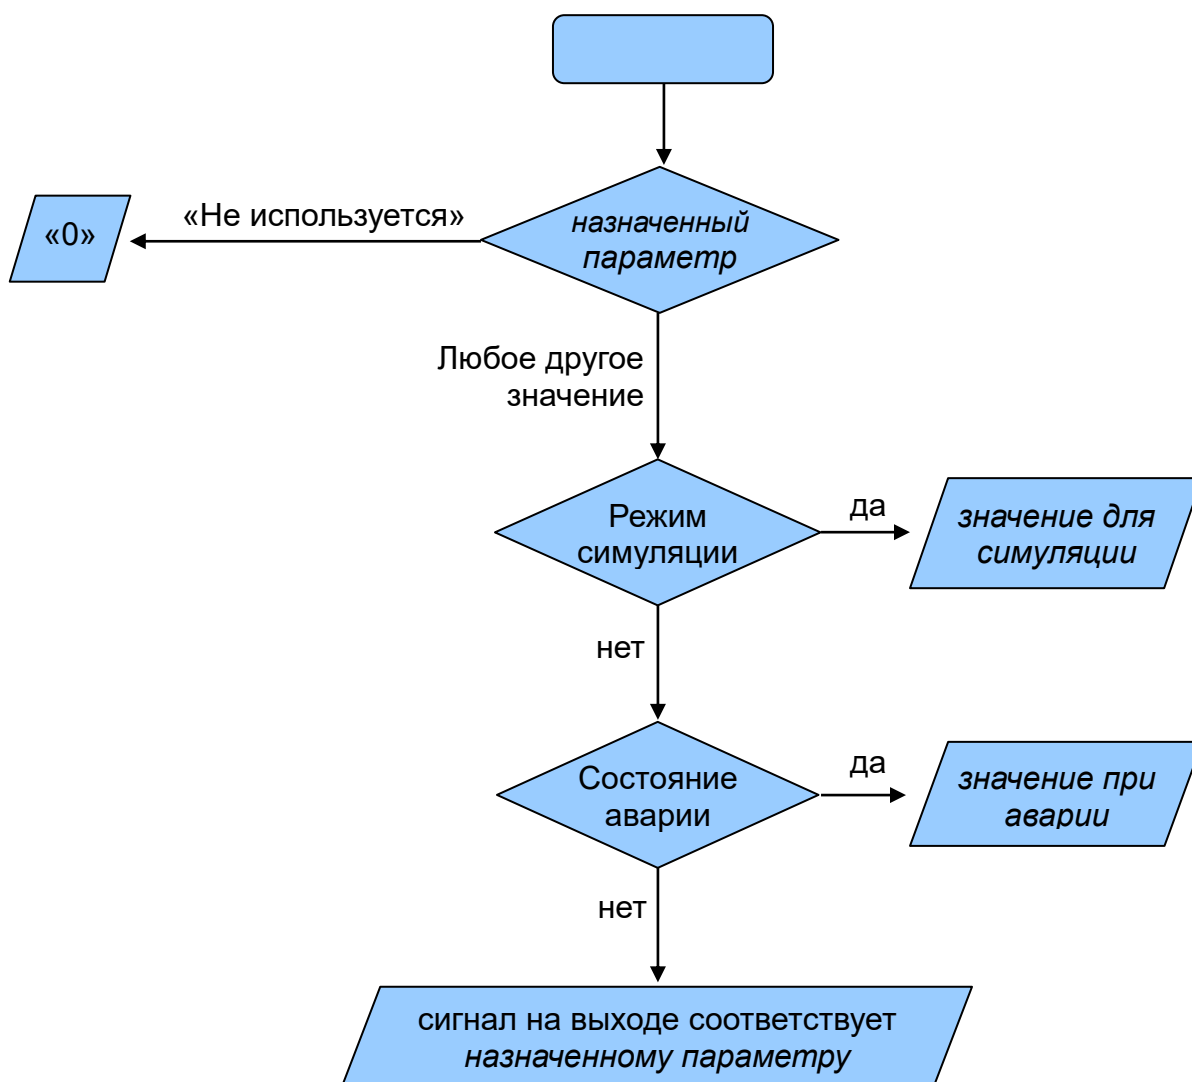 назначенный
параметр
«Не используется»
«0»
Любое другое
значение
Режим
симуляции
да
значение для
симуляции
нет
Состояние
аварии
да
значение при
аварии
нет
сигнал на выходе соответствует
назначенному параметру